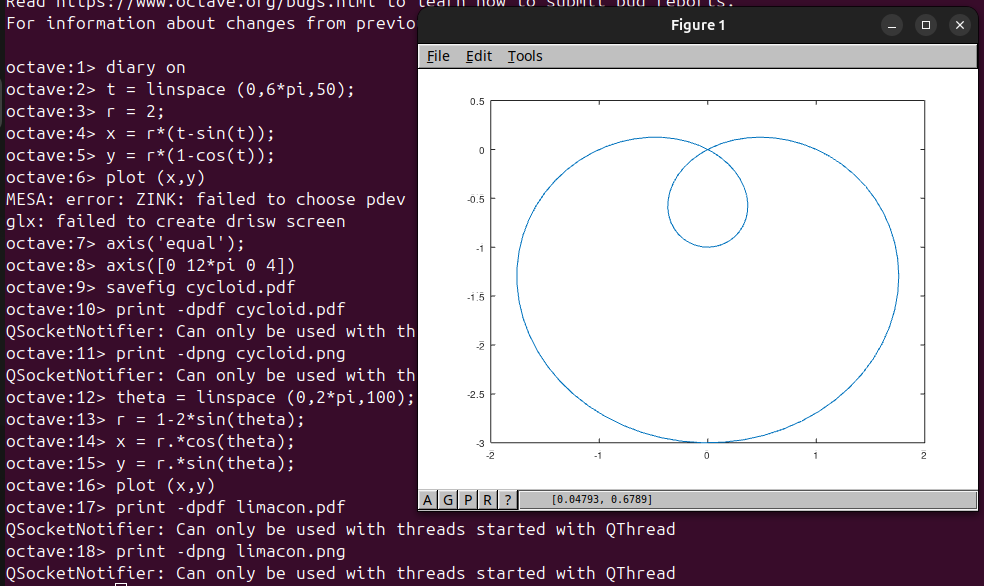 Read https://www.octave.org/bugs.html to learn how to submit bug reports.
For information about changes from previo
octave:1> diary on
octave:2> t = linspace (0,6*pi,50);
octave:3> r = 2;
octave:4> x = r*(t-sin(t));
octave:5> y = r*(1-cos(t));
octave:6> plot (x,y)
MESA: error: ZINK: failed to choose pdev
glx: failed to create drisw screen
octave:7> axis('equal');
octave:8> axis([0 12*pi 0 4])
octave:9> savefig cycloid.pdf
octave:10> print -dpdf cycloid.pdf
QSocketNotifier: Can only be used with th
octave:11> print -dpng cycloid.png
QSocketNotifier: Can only be used with th
octave:12> theta = linspace (0,2*pi,100);
octave:13> r = 1-2*sin(theta);
octave:14> x = r.*cos(theta);
octave:15> y = r.*sin(theta);
octave:16> plot (x,y)
octave:17> print -dpdf limacon.pdf
QSocketNotifier: Can only be used with threads started with QThread
octave:18> print -dpng limacon.png
QSocketNotifier: Can only be used with threads started with QThread
Figure 1
File Edit Tools
0.5
0
-0.5
-1
-1.5
-2
-2.5
-3
-2 -1 0 1 2
A G P R ? [0.04793, 0.6789]